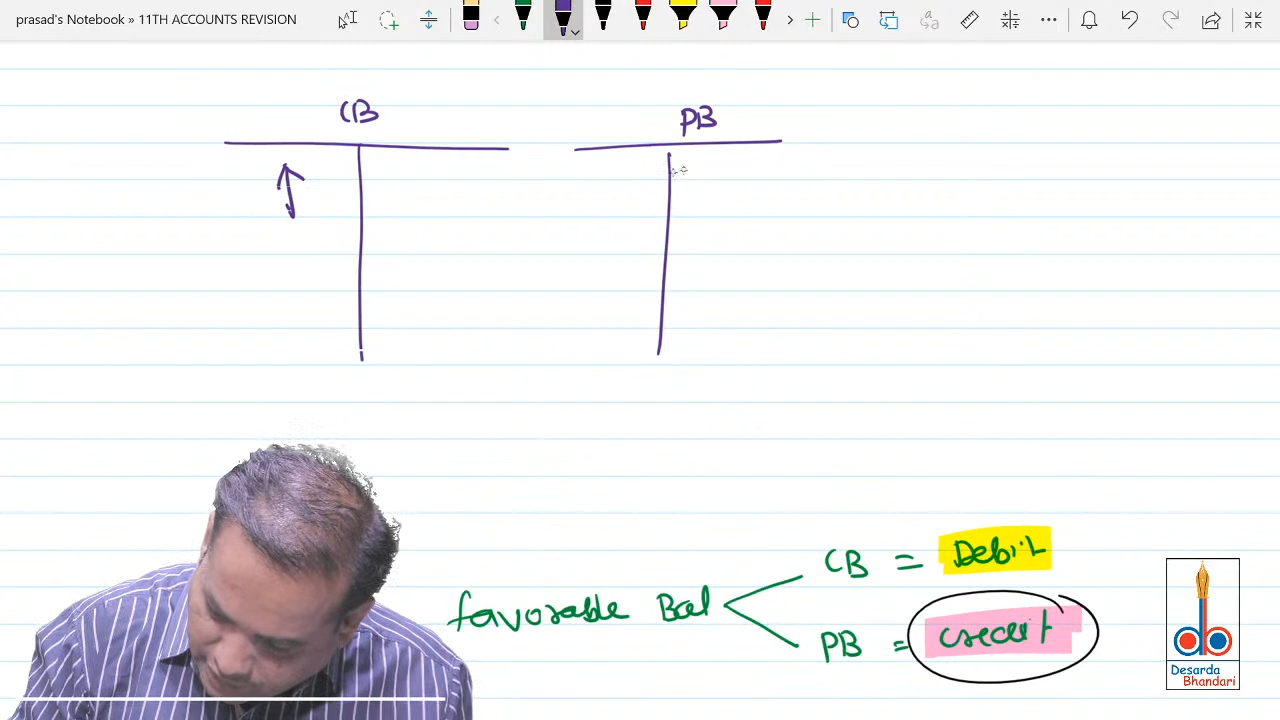 prasad's Notebook » 11TH ACCOUNTS REVISION
CB
PB
favorable Bal
CB = Debit
PB = credit
Desarda
Bhandari